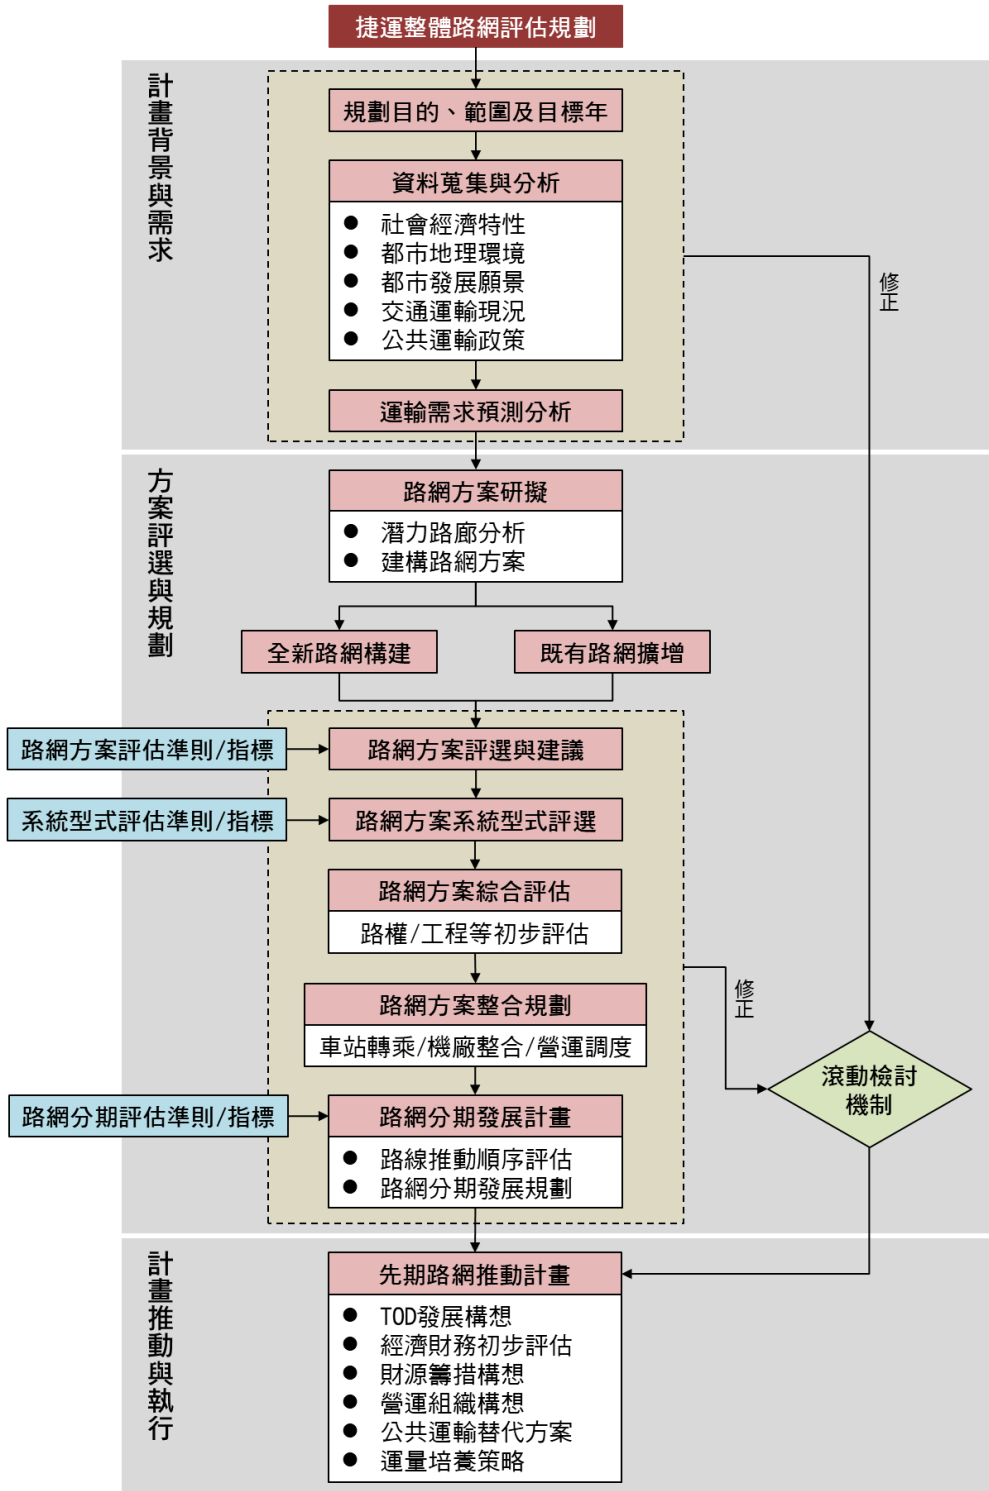 捷運整體路網評估規劃
計畫背景與需求
規劃目的、範圍及目標年
資料蒐集與分析
● 社會經濟特性
● 都市地理環境
● 都市發展願景
● 交通運輸現況
● 公共運輸政策
運輸需求預測分析
修正
方案評選與規劃
路網方案研擬
● 潛力路廊分析
● 建構路網方案
全新路網構建
既有路網擴增
路網方案評估準則/指標
路網方案評選與建議
系統型式評估準則/指標
路網方案系統型式評選
路網方案綜合評估
路權/工程等初步評估
路網方案整合規劃
車站轉乘/機廠整合/營運調度
修正
滾動檢討
機制
路網分期評估準則/指標
路網分期發展計畫
● 路線推動順序評估
● 路網分期發展規劃
計畫推動與執行
先期路網推動計畫
● TOD發展構想
● 經濟財務初步評估
● 財源籌措構想
● 營運組織構想
● 公共運輸替代方案
● 運量培養策略